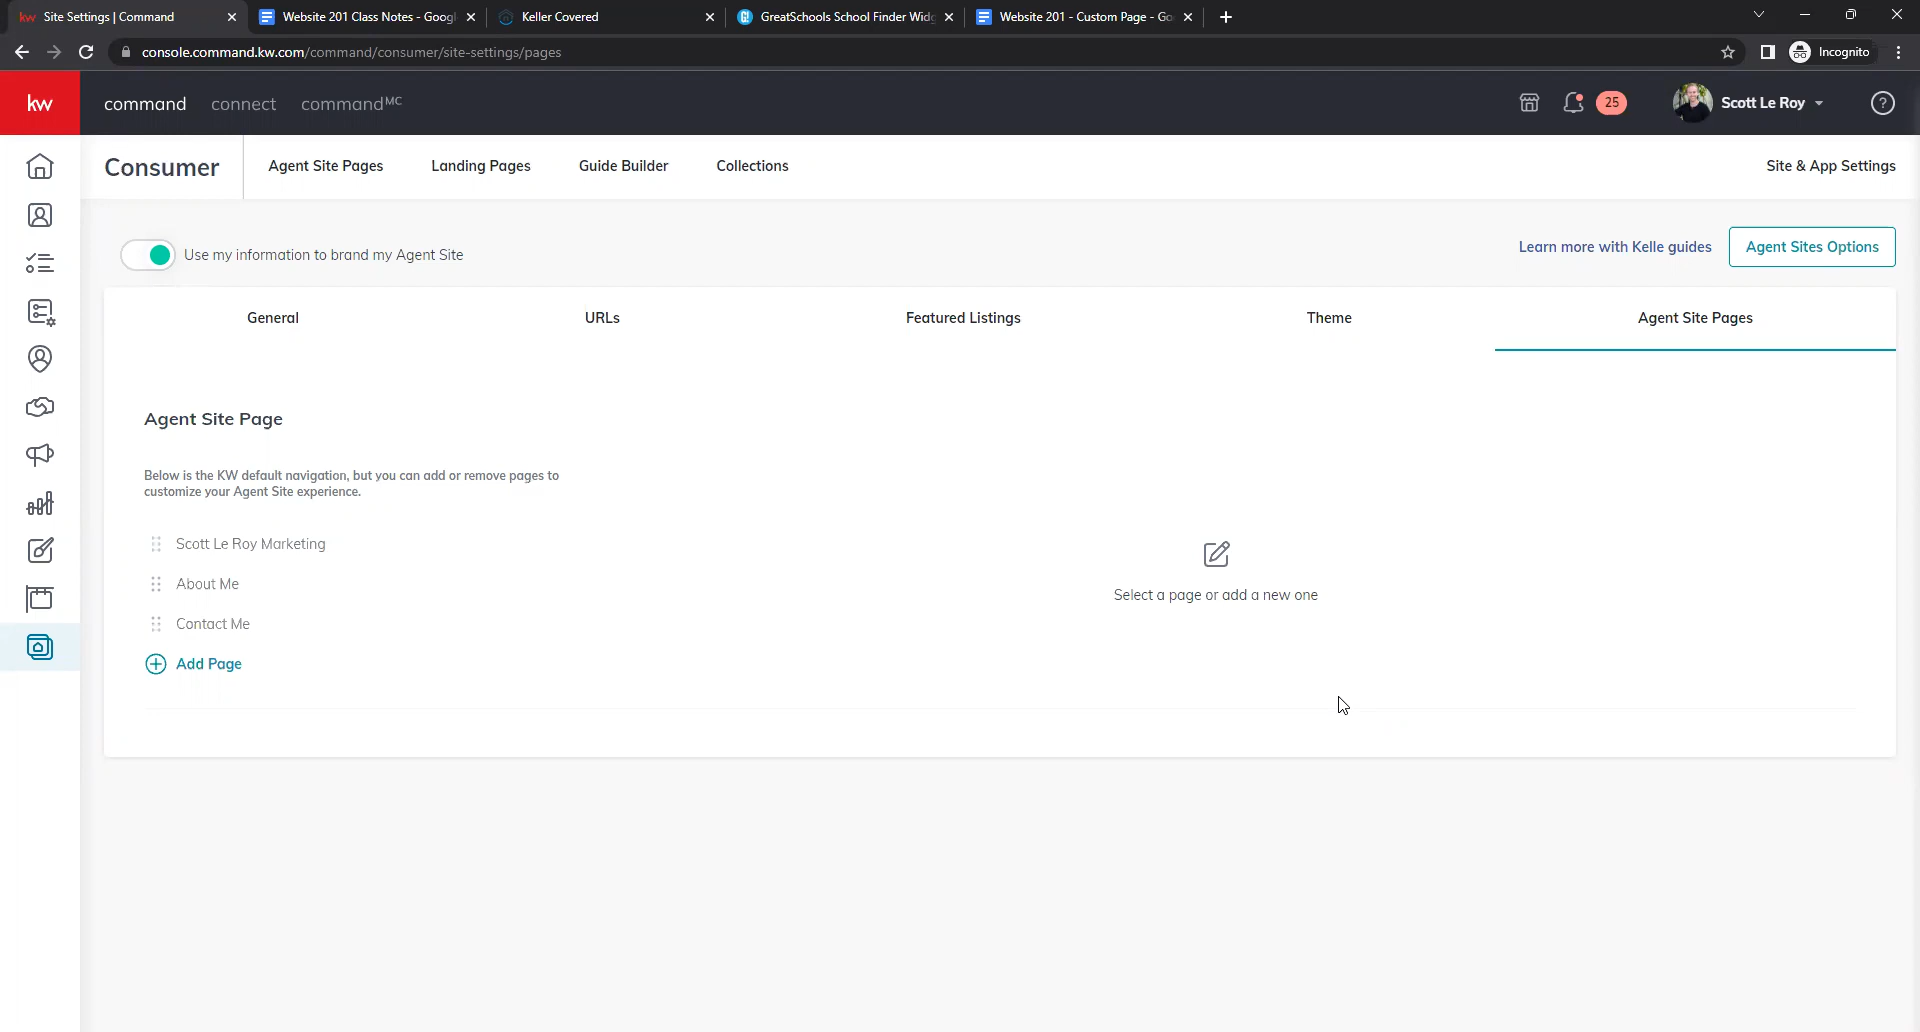 Site Settings | Command
Website 201 Class Notes - Googl
Keller Covered
GreatSchools School Finder Widg
Website 201 - Custom Page - Go
console.command.kw.com/command/consumer/site-settings/pages
Incognito
kw
command
connect
commandMC
25
Scott Le Roy
Consumer
Agent Site Pages
Landing Pages
Guide Builder
Collections
Site & App Settings
Use my information to brand my Agent Site
Learn more with Kelle guides
Agent Sites Options
General
URLs
Featured Listings
Theme
Agent Site Pages
Agent Site Page
Below is the KW default navigation, but you can add or remove pages to
customize your Agent Site experience.
Scott Le Roy Marketing
About Me
Contact Me
Add Page
Select a page or add a new one